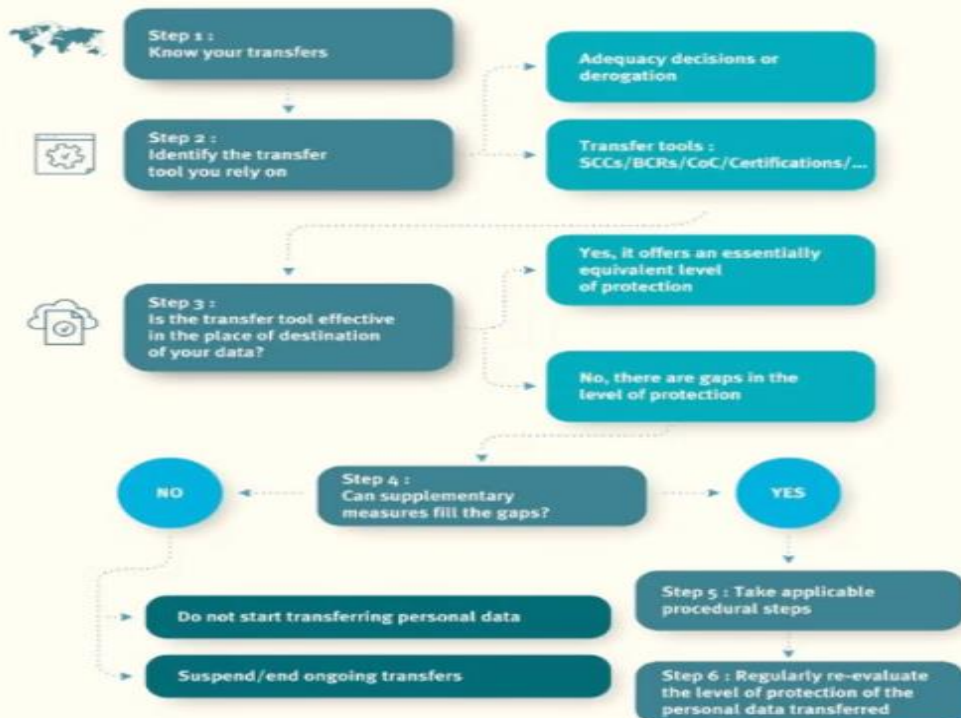 Step 1 :
Know your transfers
Adequacy decisions or
derogation
Step 2 :
Identify the transfer
tool you rely on
Transfer tools :
SCCs/BCRs/CoC/Certifications/...
Yes, it offers an essentially
equivalent level
of protection
Step 3 :
Is the transfer tool effective
in the place of destination
of your data?
No, there are gaps in the
level of protection
NO
Step 4 :
Can supplementary
measures fill the gaps?
YES
Step 5 : Take applicable
procedural steps
Do not start transferring personal data
Suspend/end ongoing transfers
Step 6 : Regularly re-evaluate
the level of protection of the
personal data transferred